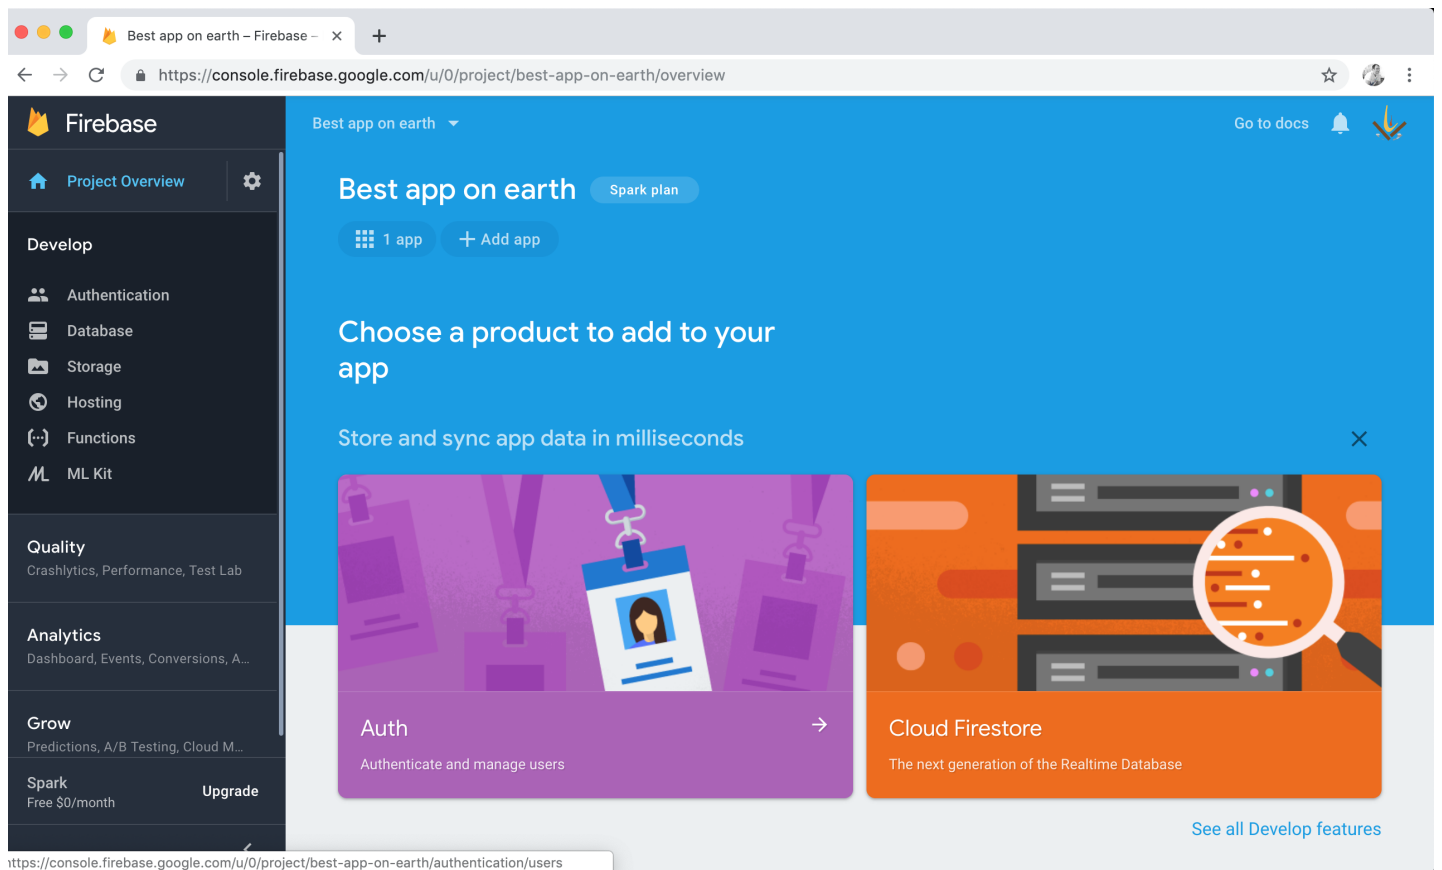 Best app on earth – Firebase –
https://console.firebase.google.com/u/0/project/best-app-on-earth/overview
Firebase
Project Overview
Develop
Authentication
Database
Storage
Hosting
Functions
ML Kit
Quality
Crashlytics, Performance, Test Lab
Analytics
Dashboard, Events, Conversions, A...
Grow
Predictions, A/B Testing, Cloud M...
Spark
Free $0/month
Upgrade
Best app on earth
Go to docs
Best app on earth
Spark plan
1 app
+ Add app
Choose a product to add to your
app
Store and sync app data in milliseconds
Auth
Authenticate and manage users
Cloud Firestore
The next generation of the Realtime Database
See all Develop features
https://console.firebase.google.com/u/0/project/best-app-on-earth/authentication/users